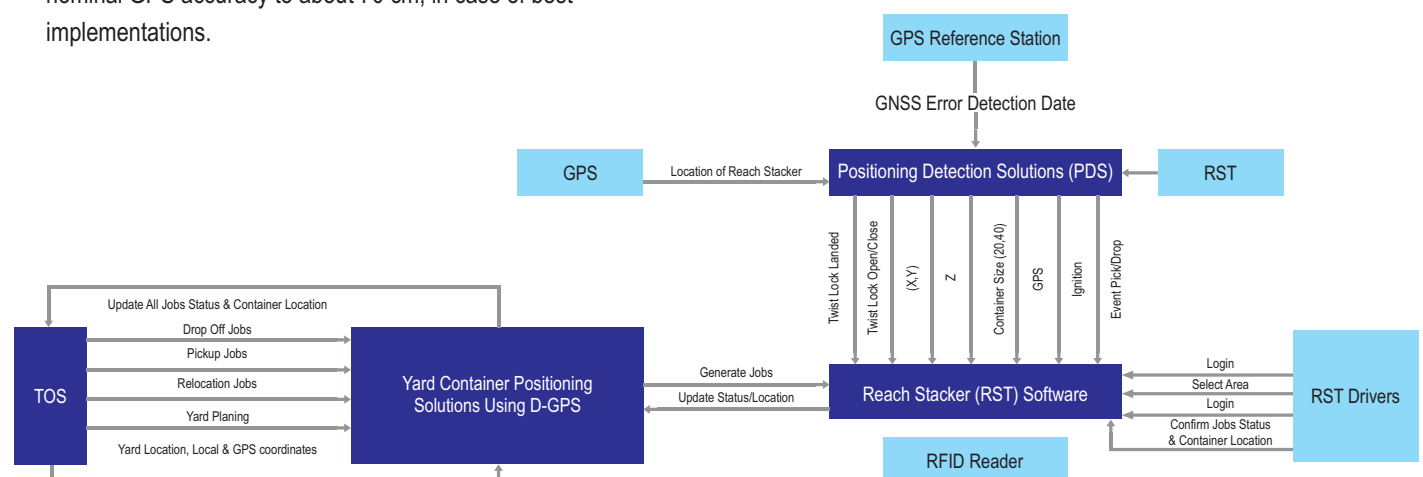 implementations.
GPS Reference Station
GNSS Error Detection Date
GPS
Location of Reach Stacker
Positioning Detection Solutions (PDS)
RST
Twist Lock Landed
Twist Lock Open/Close
(X,Y)
Z
Container Size (20,40)
GPS
Ignition
Event Pick/Drop
Update All Jobs Status & Container Location
Drop Off Jobs
Pickup Jobs
Relocation Jobs
Yard Planing
Yard Location, Local & GPS coordinates
TOS
Yard Container Positioning
Solutions Using D-GPS
Generate Jobs
Update Status/Location
Reach Stacker (RST) Software
Login
Select Area
Login
Confirm Jobs Status
& Container Location
RST Drivers
RFID Reader